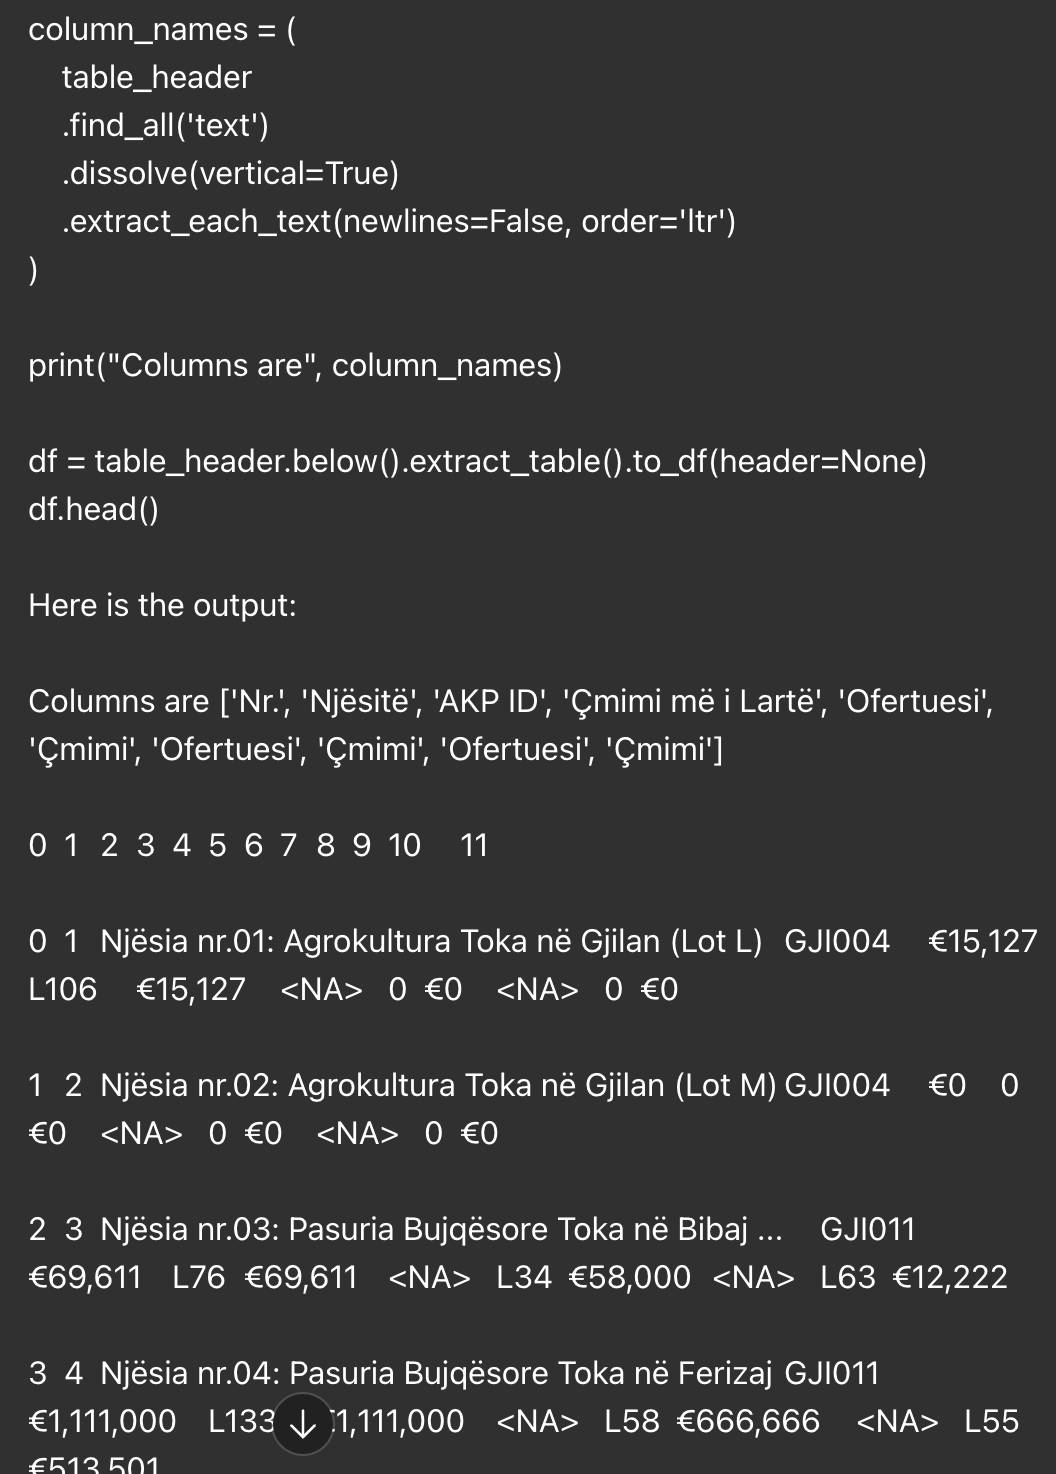 column_names = (
    table_header
    .find_all('text')
    .dissolve(vertical=True)
    .extract_each_text(newlines=False, order='ltr')
)
print("Columns are", column_names)
df = table_header.below().extract_table().to_df(header=None)
df.head()
Here is the output:
Columns are ['Nr.', 'Njësitë', 'AKP ID', 'Çmimi më i Lartë', 'Ofertuesi',
'Çmimi', 'Ofertuesi', 'Çmimi', 'Ofertuesi', 'Çmimi']
0 1 2 3 4 5 6 7 8 9 10 11
0 1 Njësia nr.01: Agrokultura Toka në Gjilan (Lot L) GJI004 €15,127
L106 €15,127 <NA> 0 €0 <NA> 0 €0
1 2 Njësia nr.02: Agrokultura Toka në Gjilan (Lot M) GJI004 €0 0
€0 <NA> 0 €0 <NA> 0 €0
2 3 Njësia nr.03: Pasuria Bujqësore Toka në Bibaj ... GJI011
€69,611 L76 €69,611 <NA> L34 €58,000 <NA> L63 €12,222
3 4 Njësia nr.04: Pasuria Bujqësore Toka në Ferizaj GJI011
€1,111,000 L133 €1,111,000 <NA> L58 €666,666 <NA> L55
€513,501